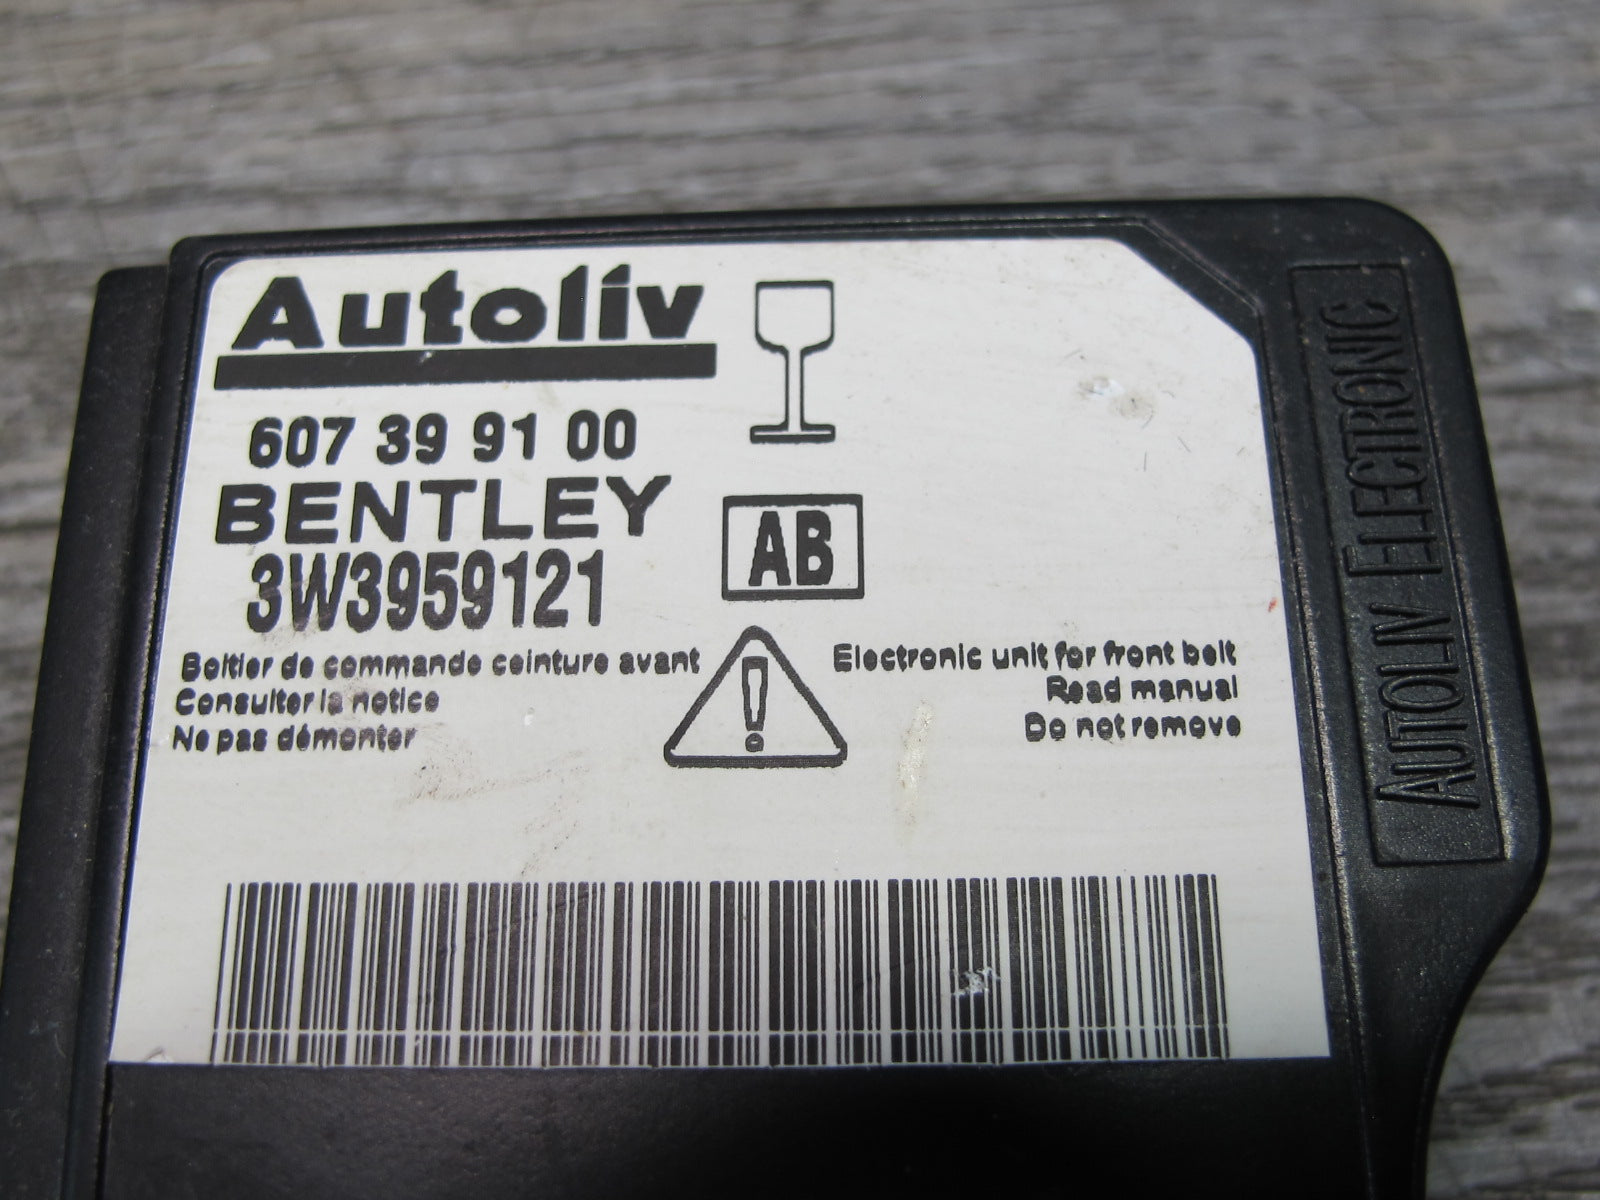 Autoliv
607 39 91 00
BENTLEY
3W3959121
AB
Boîtier de commande ceinture avant
Consulter la notice
Ne pas démonter
Electronic unit for front belt
Read manual
Do not remove
AUTOLIV ELECTRONIC